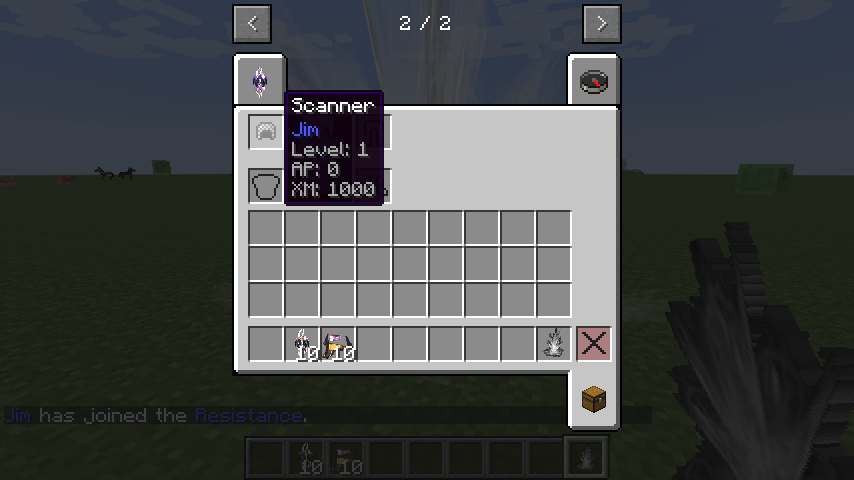 2 / 2
Scanner
Jim
Level: 1
AP: 0
XM: 1000
10 10
Jim has joined the Resistance.
10 10